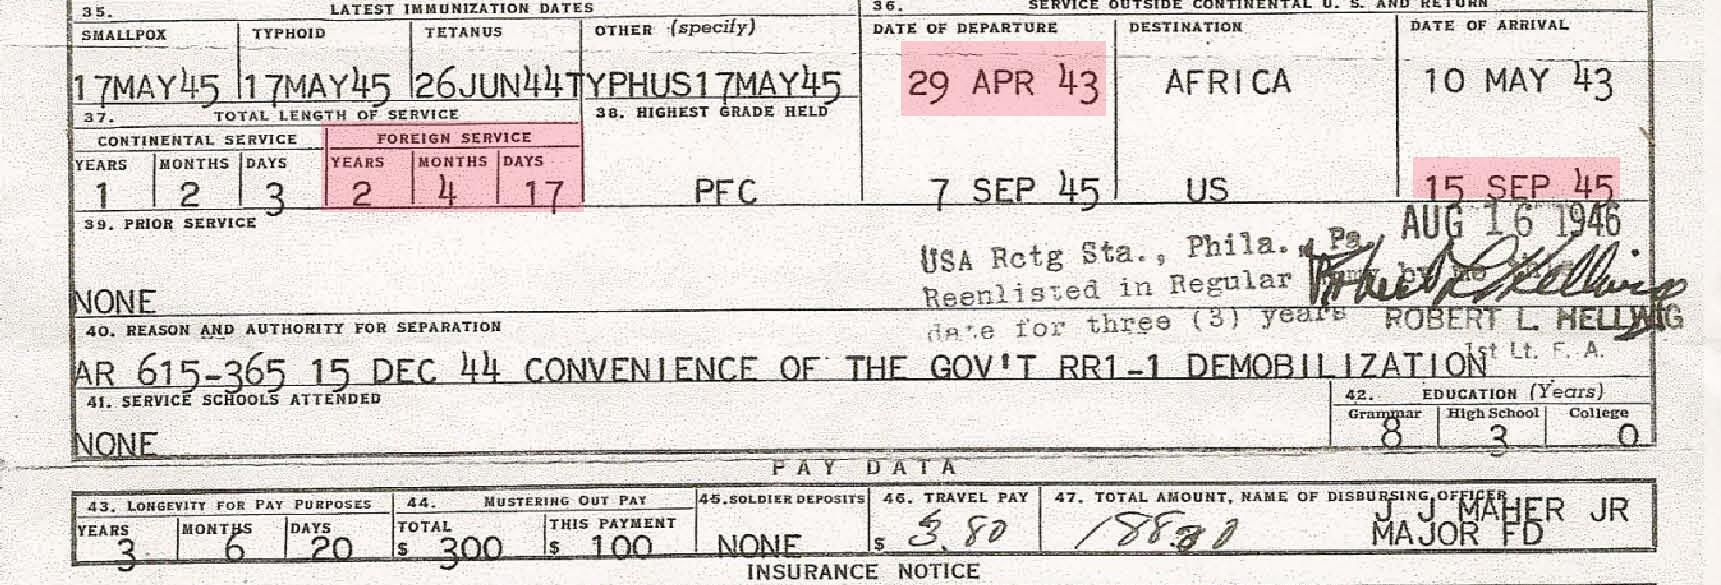 35. LATEST IMMUNIZATION DATES
36. SERVICE OUTSIDE CONTINENTAL U. S. AND RETURN
SMALLPOX TYPHOID TETANUS OTHER (specify) DATE OF DEPARTURE DESTINATION DATE OF ARRIVAL
17MAY45 17MAY45 26JUN44 TYPHUS17MAY45 29 APR 43 AFRICA 10 MAY 43
37. TOTAL LENGTH OF SERVICE 38. HIGHEST GRADE HELD
CONTINENTAL SERVICE FOREIGN SERVICE
YEARS MONTHS DAYS YEARS MONTHS DAYS
1 2 3 2 4 17 PFC 7 SEP 45 US 15 SEP 45
39. PRIOR SERVICE
NONE
AUG 16 1946
USA Rctg Sta., Phila., Pa.
Reenlisted in Regular
date for three (3) years
ROBERT L. HELLWIG
1st Lt. F. A.
40. REASON AND AUTHORITY FOR SEPARATION
AR 615-365 15 DEC 44 CONVENIENCE OF THE GOV'T RR1-1 DEMOBILIZATION
41. SERVICE SCHOOLS ATTENDED
NONE
42. EDUCATION (Years)
Grammar High School College
8 3 0
PAY DATA
43. LONGEVITY FOR PAY PURPOSES 44. MUSTERING OUT PAY 45. SOLDIER DEPOSITS 46. TRAVEL PAY 47. TOTAL AMOUNT, NAME OF DISBURSING OFFICER
YEARS MONTHS DAYS TOTAL THIS PAYMENT
3 6 20 $ 300 $ 100 NONE $ 3.80
J J MAHER JR
MAJOR FD
INSURANCE NOTICE